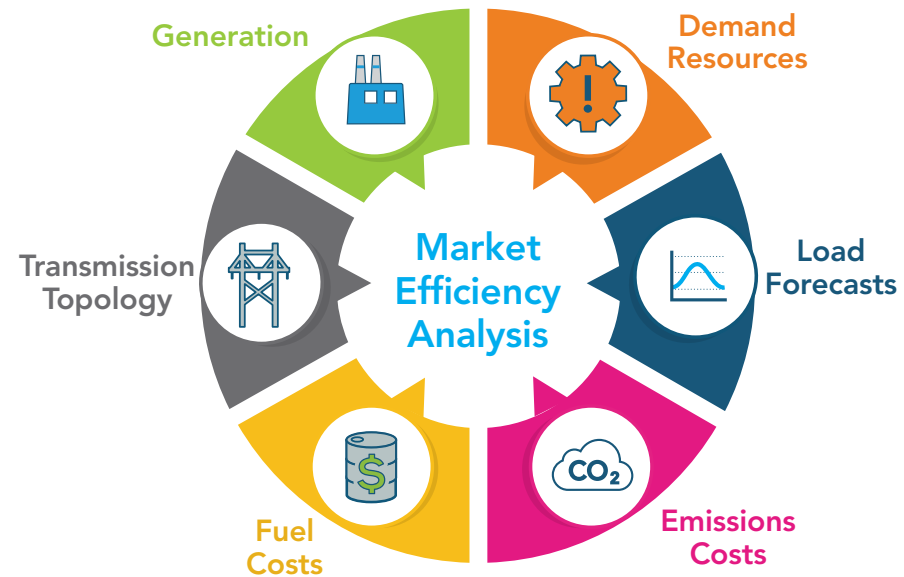 Generation
Demand
Resources
Transmission
Topology
Market
Efficiency
Analysis
Load
Forecasts
$
Fuel
Costs
CO₂
Emissions
Costs